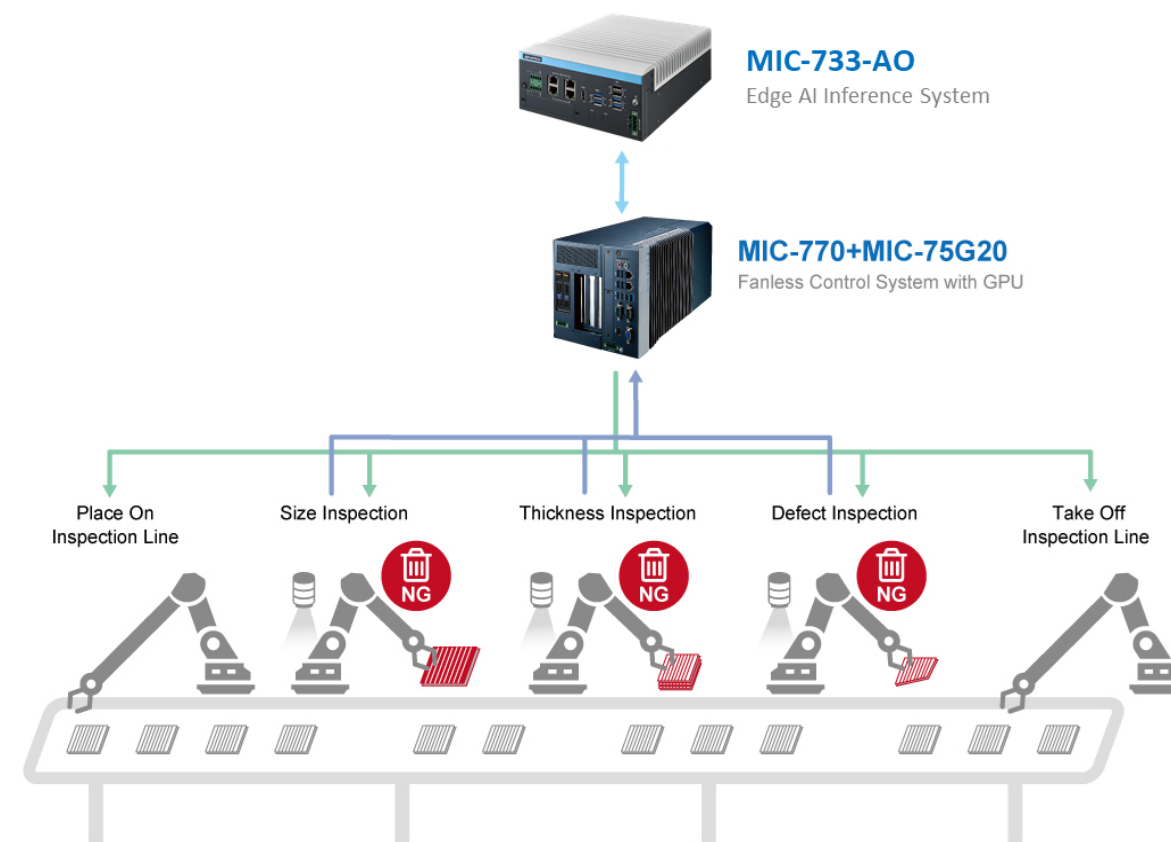 MIC-733-AO
Edge AI Inference System
MIC-770+MIC-75G20
Fanless Control System with GPU
Place On
Inspection Line
Size Inspection
Thickness Inspection
Defect Inspection
Take Off
Inspection Line
NG
NG
NG